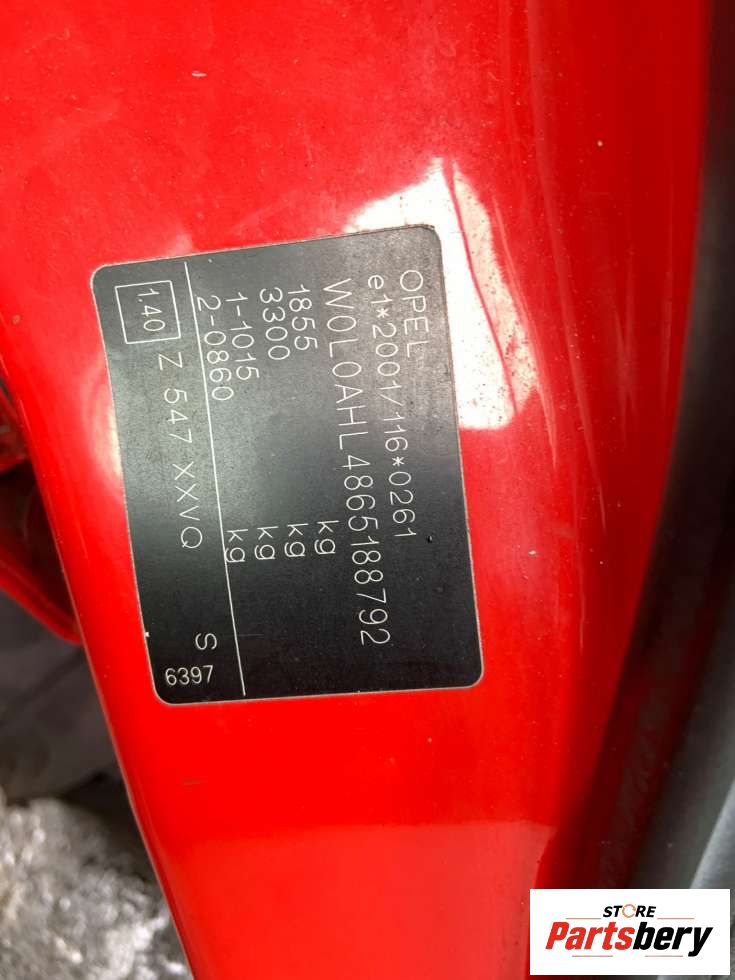 OPEL
e1*2001/116*0261
W0L0AHL4865188792
1855 kg
3300 kg
1-1015 kg
2-0860 kg
1.40 Z 547 XXVQ S
6397
STORE
Partsbery